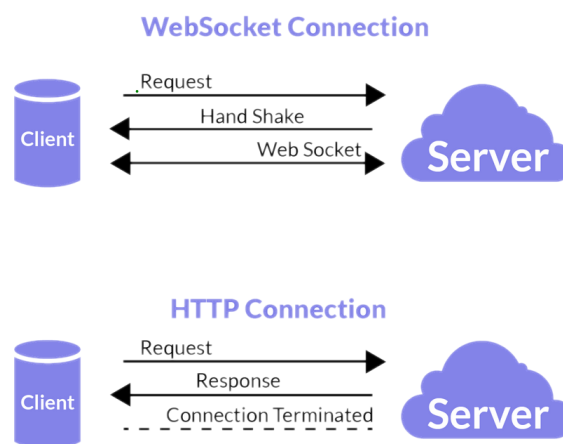 WebSocket Connection
Request
Hand Shake
Client
Web Socket
Server
HTTP Connection
Request
Response
Client
Connection Terminated
Server